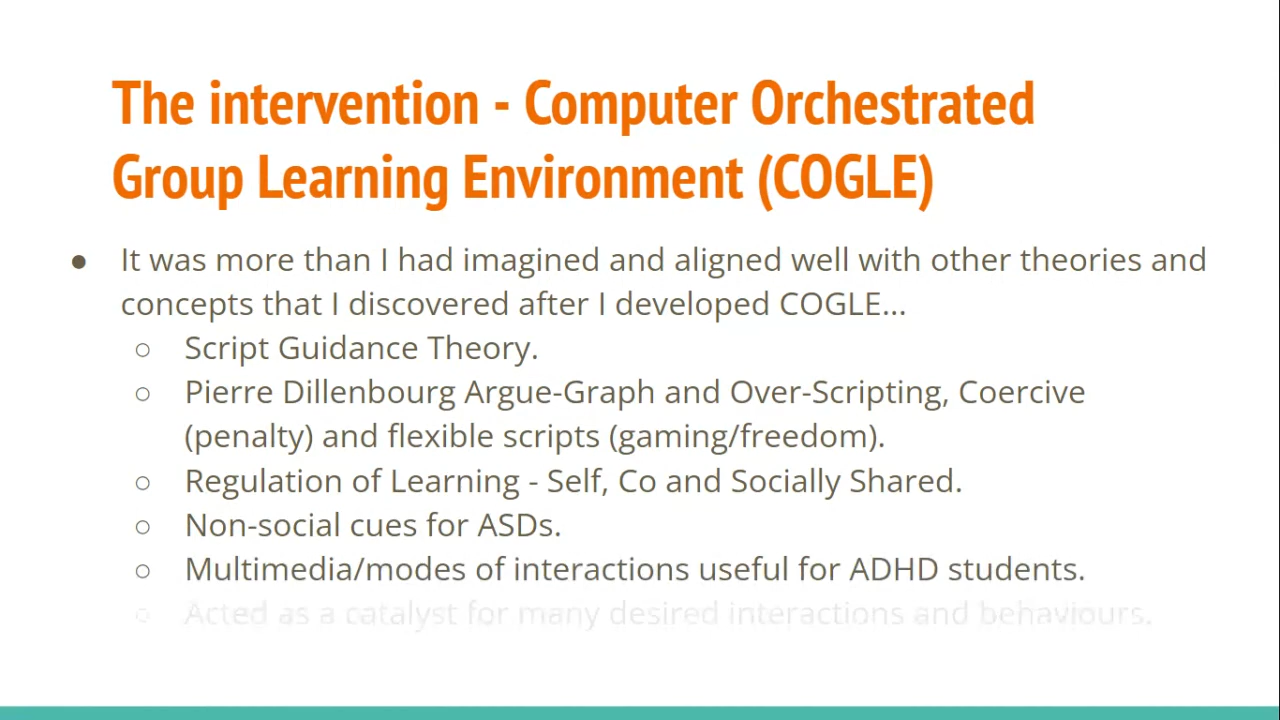 The intervention - Computer Orchestrated
Group Learning Environment (COGLE)
● It was more than I had imagined and aligned well with other theories and
concepts that I discovered after I developed COGLE...
○ Script Guidance Theory.
○ Pierre Dillenbourg Argue-Graph and Over-Scripting, Coercive
(penalty) and flexible scripts (gaming/freedom).
○ Regulation of Learning - Self, Co and Socially Shared.
○ Non-social cues for ASDs.
○ Multimedia/modes of interactions useful for ADHD students.
○ Acted as a catalyst for many desired interactions and behaviours.